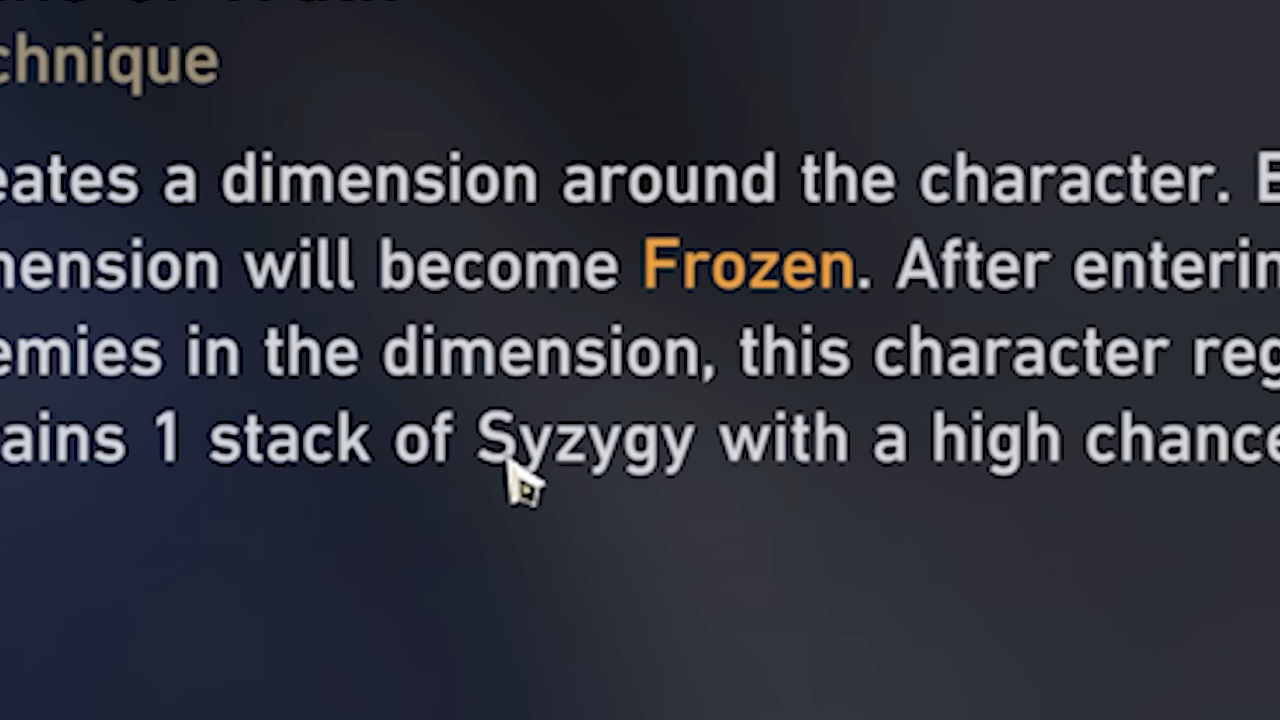 chnique
eates a dimension around the character. E
mension will become Frozen. After enterin
emies in the dimension, this character reg
ains 1 stack of Syzygy with a high chance